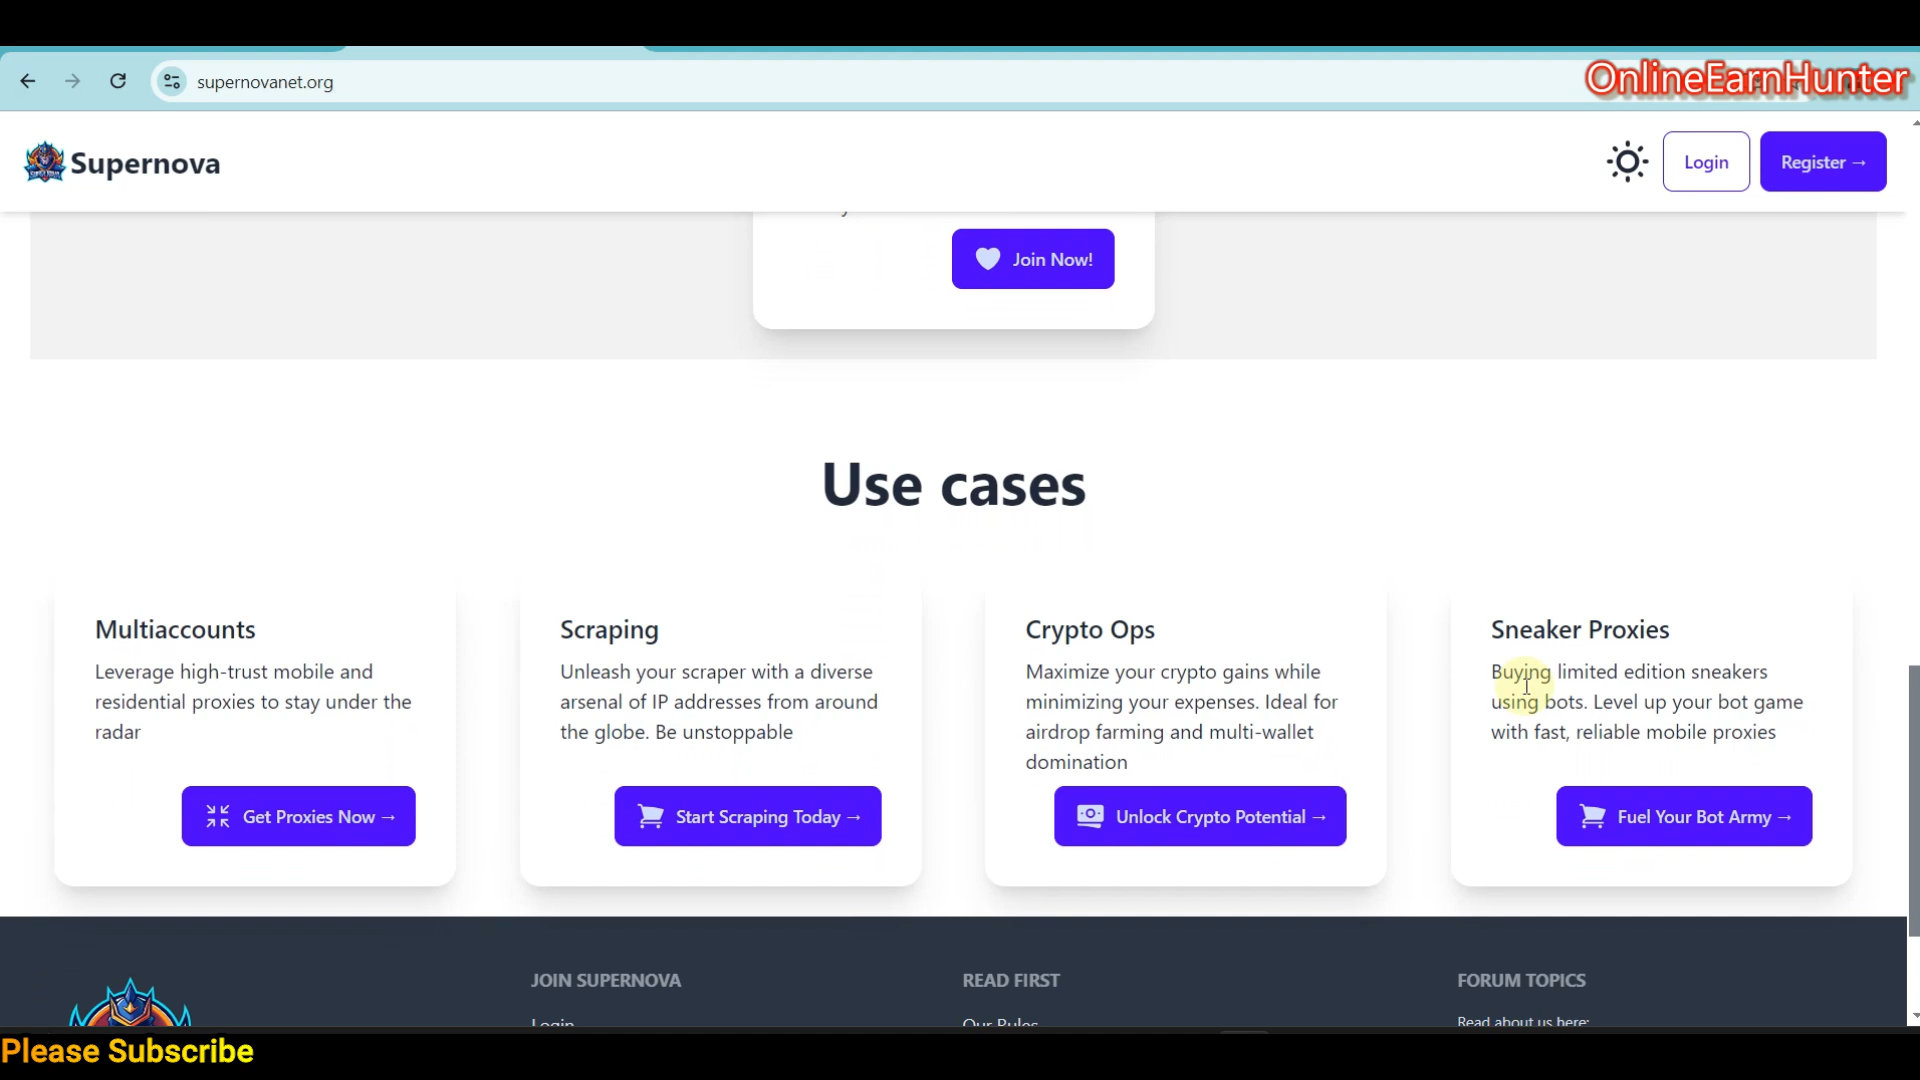 supernovanet.org
OnlineEarnHunter
Supernova
Login
Register →
Join Now!
Use cases
Multiaccounts
Leverage high-trust mobile and
residential proxies to stay under the
radar
Get Proxies Now →
Scraping
Unleash your scraper with a diverse
arsenal of IP addresses from around
the globe. Be unstoppable
Start Scraping Today →
Crypto Ops
Maximize your crypto gains while
minimizing your expenses. Ideal for
airdrop farming and multi-wallet
domination
Unlock Crypto Potential →
Sneaker Proxies
Buying limited edition sneakers
using bots. Level up your bot game
with fast, reliable mobile proxies
Fuel Your Bot Army →
JOIN SUPERNOVA
Login
READ FIRST
Our Rules
FORUM TOPICS
Read about us here:
Please Subscribe